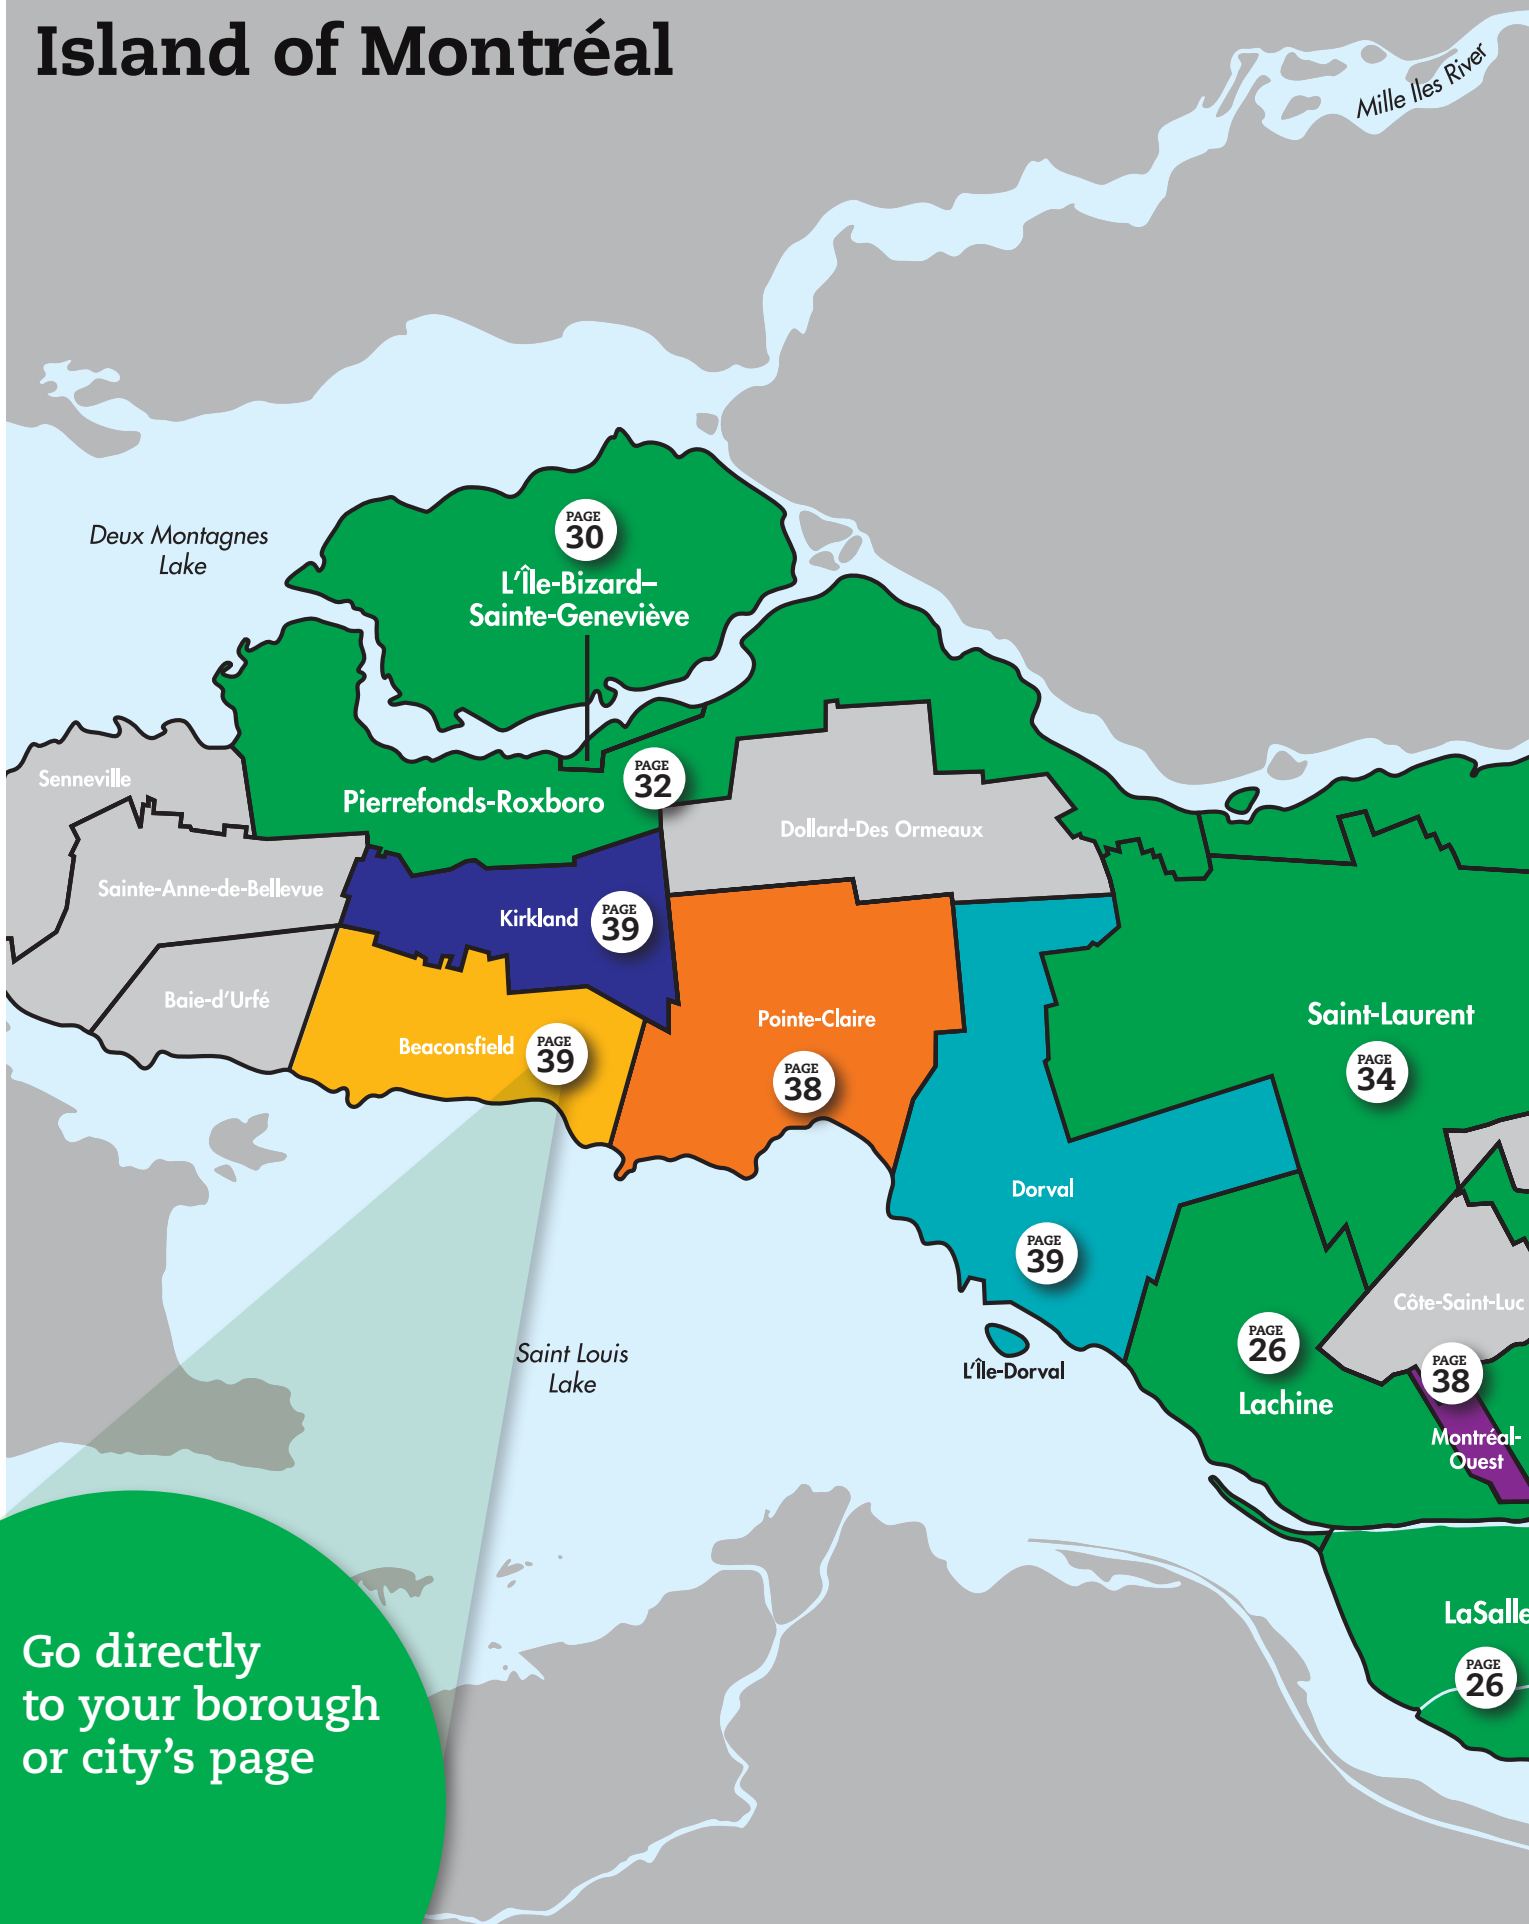 Island of Montréal
Mille Iles River
Deux Montagnes
Lake
PAGE
30
L'Île-Bizard–
Sainte-Geneviève
Senneville
PAGE
32
Pierrefonds-Roxboro
Dollard-Des Ormeaux
Sainte-Anne-de-Bellevue
Kirkland
PAGE
39
Baie-d'Urfé
Beaconsfield
PAGE
39
Pointe-Claire
PAGE
38
Saint-Laurent
PAGE
34
Dorval
PAGE
39
L'Île-Dorval
Côte-Saint-Luc
PAGE
26
Lachine
PAGE
38
Montréal-
Ouest
Saint Louis
Lake
LaSalle
PAGE
26
Go directly
to your borough
or city's page